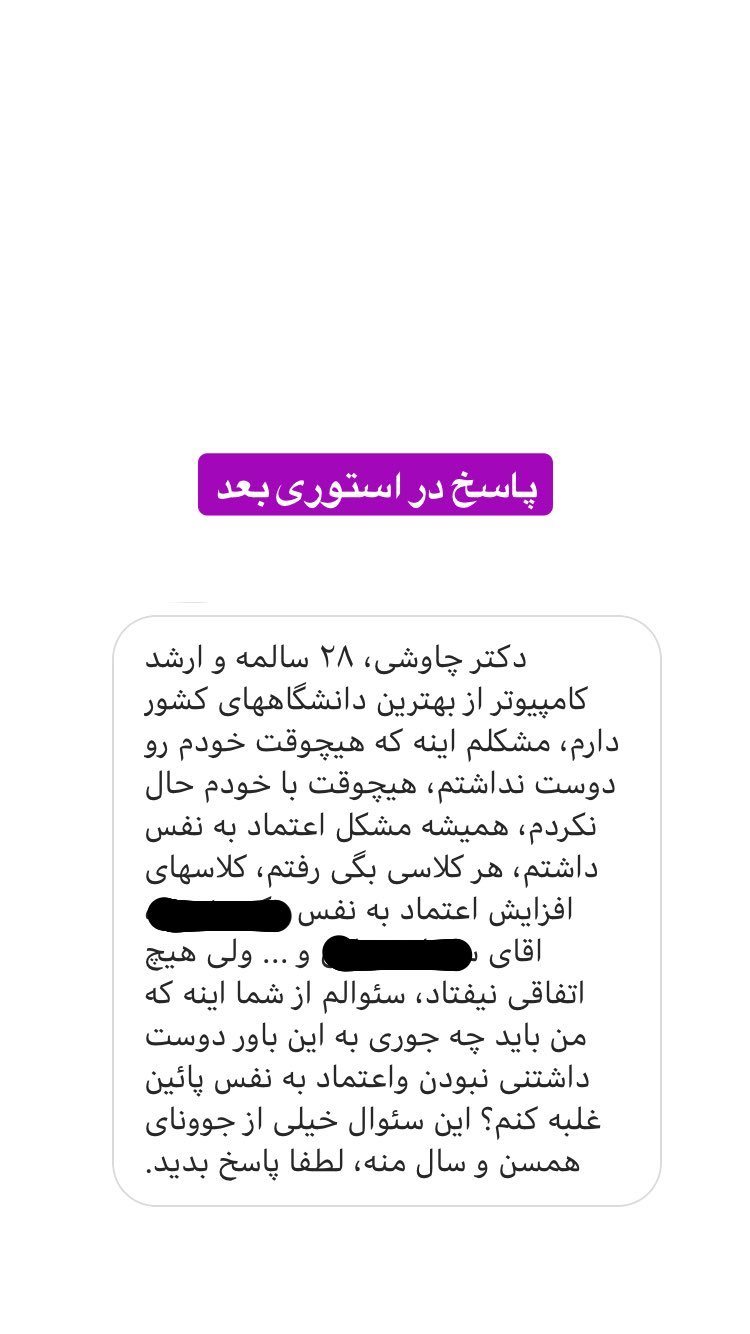 پاسخ در استوری بعد
دکتر چاوشی، ۲۸ سالمه و ارشد
کامپیوتر از بهترین دانشگاههای کشور
دارم، مشکلم اینه که هیچوقت خودم رو
دوست نداشتم، هیچوقت با خودم حال
نکردم، همیشه مشکل اعتماد به نفس
داشتم، هر کلاسی بگی رفتم، کلاسهای
افزایش اعتماد به نفس
اقای و ... ولی هیچ
اتفاقی نیفتاد، سئوالم از شما اینه که
من باید چه جوری به این باور دوست
داشتنی نبودن واعتماد به نفس پائین
غلبه کنم؟ این سئوال خیلی از جوونای
همسن و سال منه، لطفا پاسخ بدید.